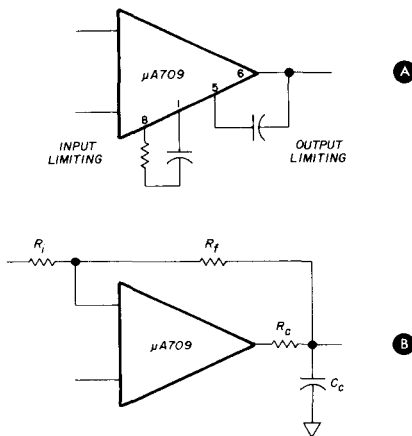 μA709
6
5
8
1
INPUT
LIMITING
OUTPUT
LIMITING
A
Ri
Rf
μA709
Rc
Cc
B